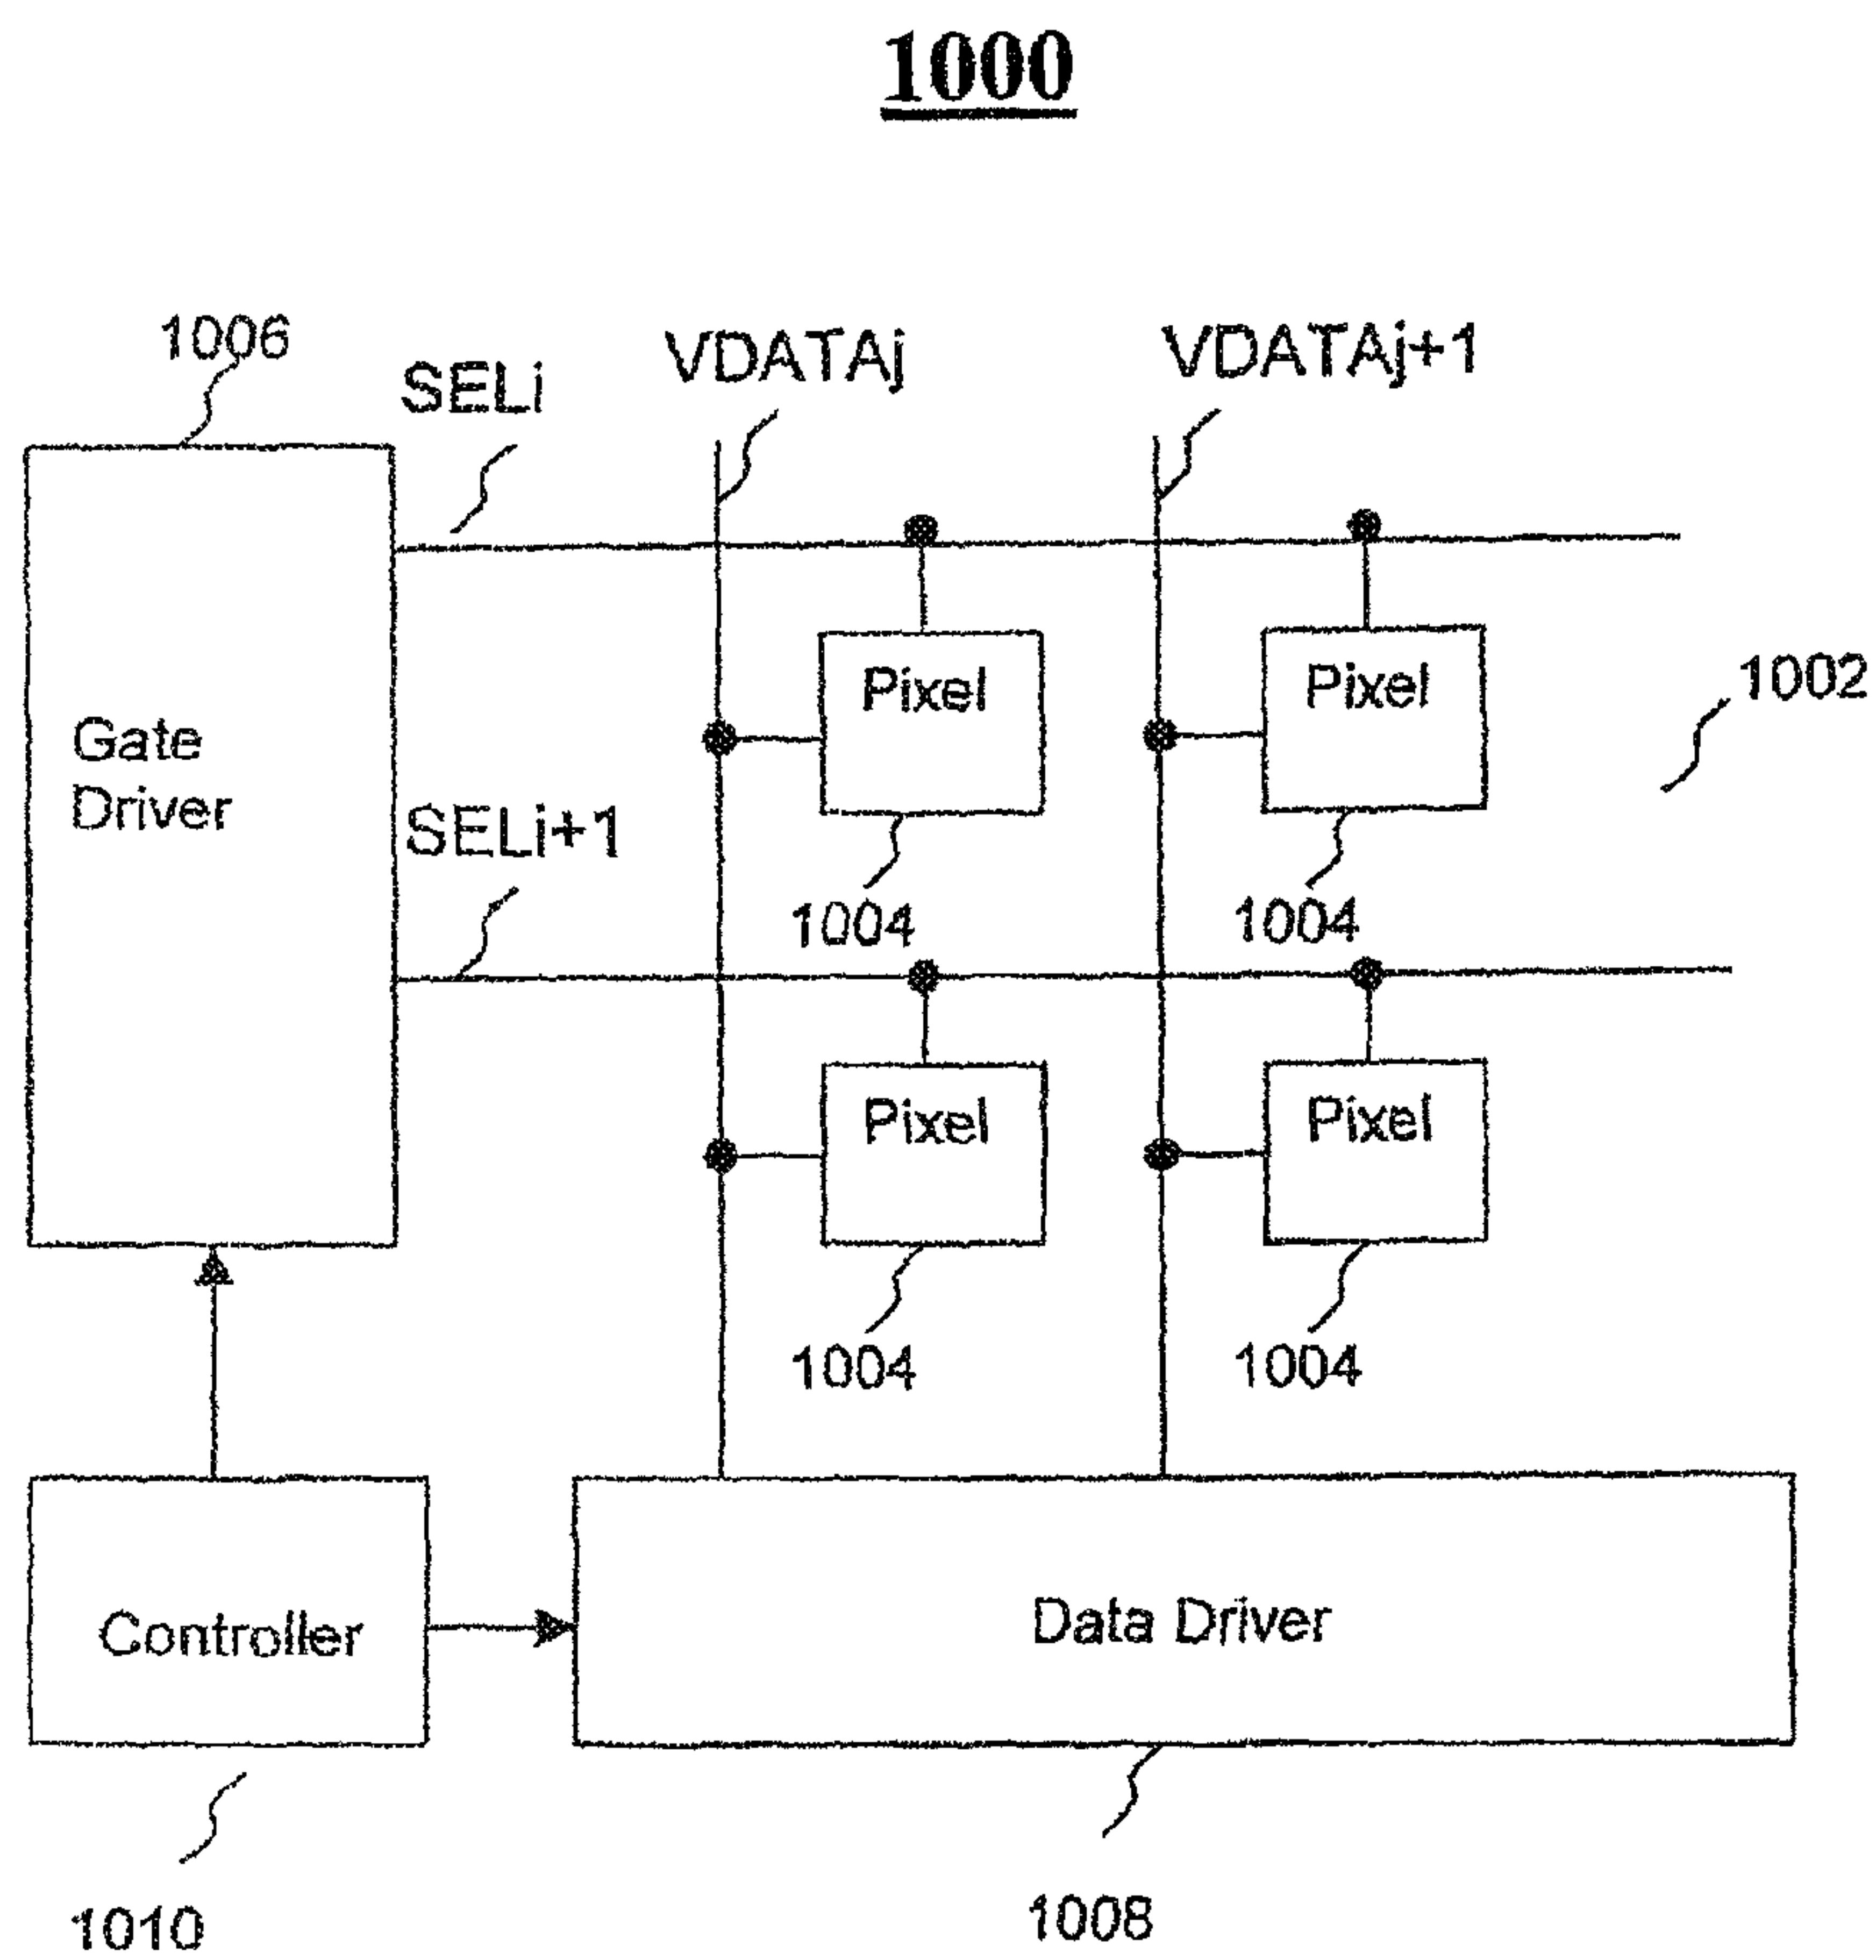 1000
1006
SELi
VDATAj
VDATAj+1
Pixel
Pixel
1002
Gate
Driver
SELi+1
1004
1004
Pixel
Pixel
1004
1004
Controller
Data Driver
1010
1008